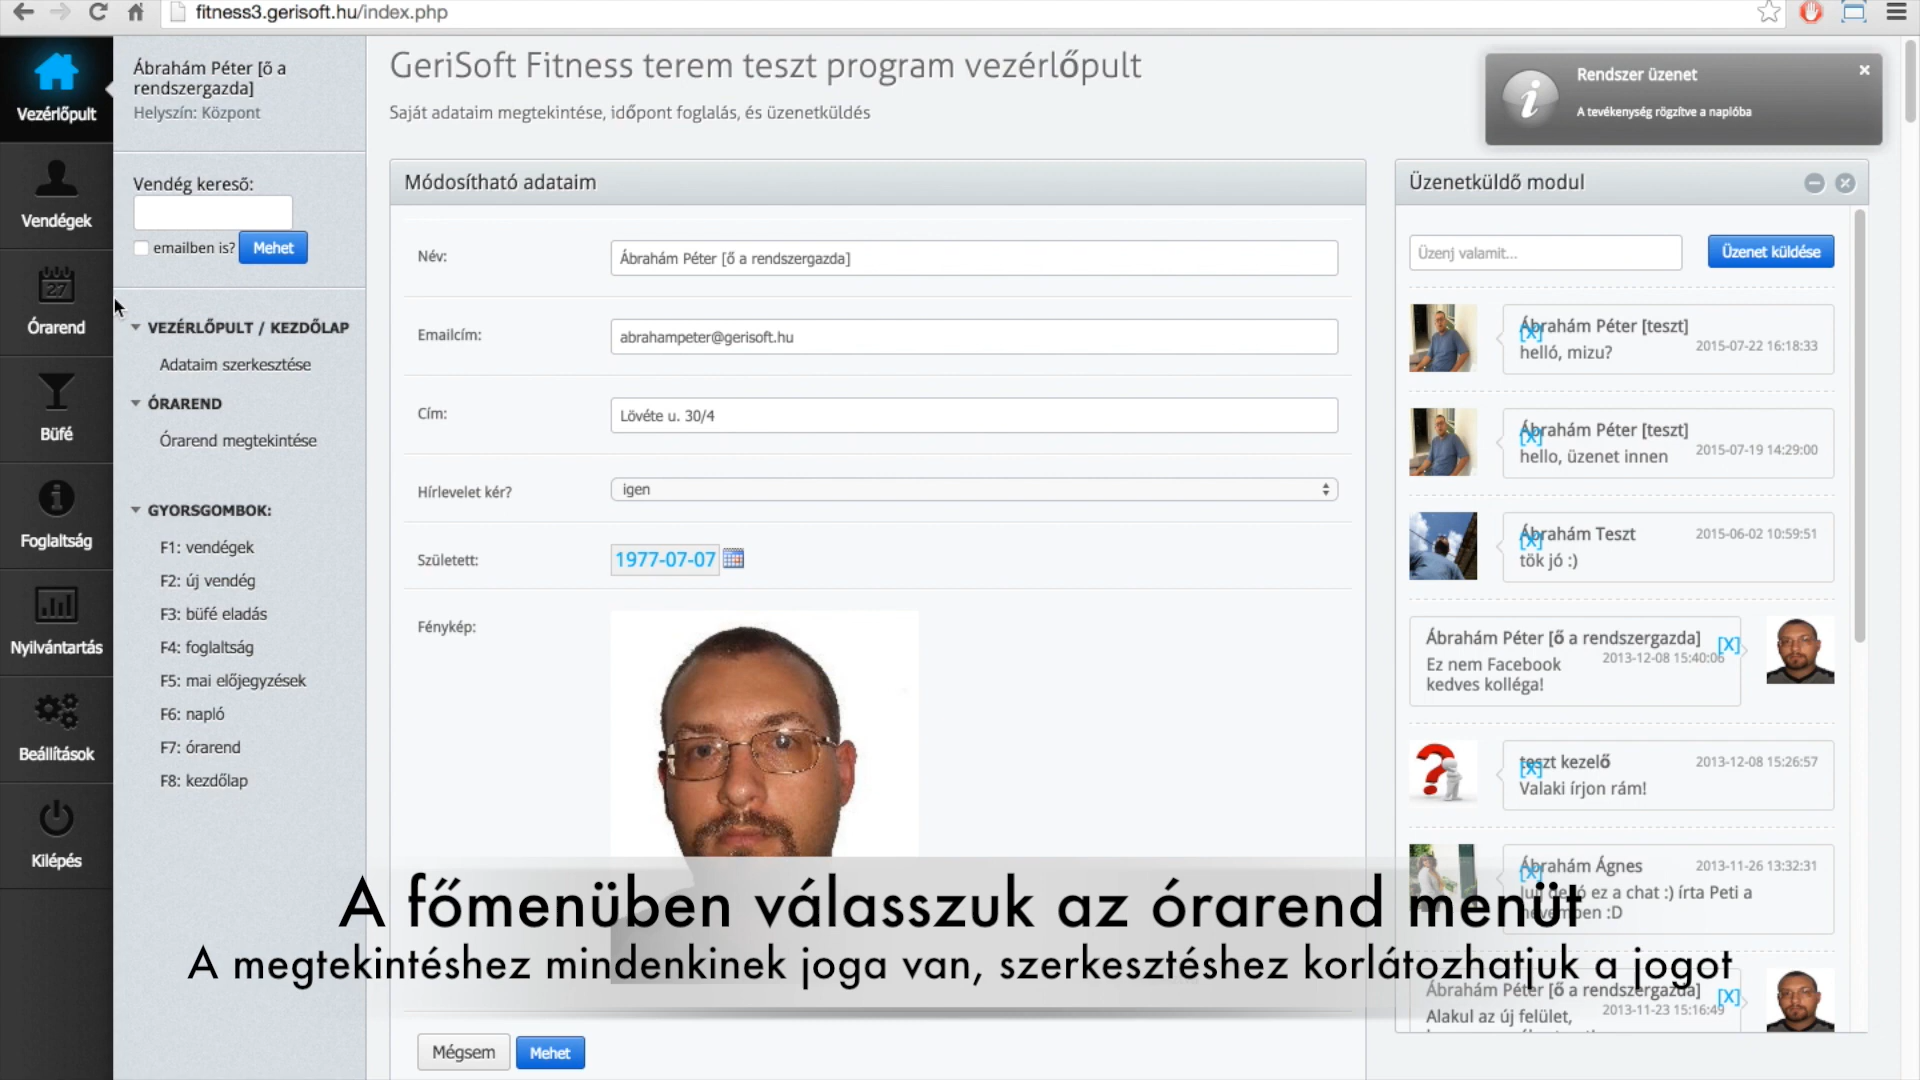 fitness3.gerisoft.hu/index.php
Vezérlőpult
Vendégek
27
Órarend
Büfé
Foglaltság
Nyilvántartás
Beállítások
Kilépés
Ábrahám Péter [ő a
rendszergazda]
Helyszín: Központ
Vendég kereső:
emailben is?
Mehet
VEZÉRLŐPULT / KEZDŐLAP
Adataim szerkesztése
ÓRAREND
Órarend megtekintése
GYORSGOMBOK:
F1: vendégek
F2: új vendég
F3: büfé eladás
F4: foglaltság
F5: mai előjegyzések
F6: napló
F7: órarend
F8: kezdőlap
GeriSoft Fitness terem teszt program vezérlőpult
Saját adataim megtekintése, időpont foglalás, és üzenetküldés
Rendszer üzenet
A tevékenység rögzítve a naplóba
Módosítható adataim
Név:
Ábrahám Péter [ő a rendszergazda]
Emailcím:
abrahampeter@gerisoft.hu
Cím:
Lövéte u. 30/4
Hírlevelet kér?
igen
Született:
1977-07-07
Fénykép:
Mégsem
Mehet
Üzenetküldő modul
Üzenj valamit...
Üzenet küldése
Ábrahám Péter [teszt]
[X]
helló, mizu?
2015-07-22 16:18:33
Ábrahám Péter [teszt]
[X]
hello, üzenet innen
2015-07-19 14:29:00
Ábrahám Teszt
[X]
2015-06-02 10:59:51
tök jó :)
Ábrahám Péter [ő a rendszergazda]
[X]
2013-12-08 15:40:06
Ez nem Facebook
kedves kolléga!
teszt kezelő
[X]
2013-12-08 15:26:57
Valaki írjon rám!
Ábrahám Ágnes
[X]
2013-11-26 13:32:31
ez a chat :) írta Peti a
nevemben :D
Ábrahám Péter [ő a rendszergazda]
[X]
2013-11-23 15:16:49
Alakul az új felület,
A főmenüben válasszuk az órarend menüt
A megtekintéshez mindenkinek joga van, szerkesztéshez korlátozhatjuk a jogot